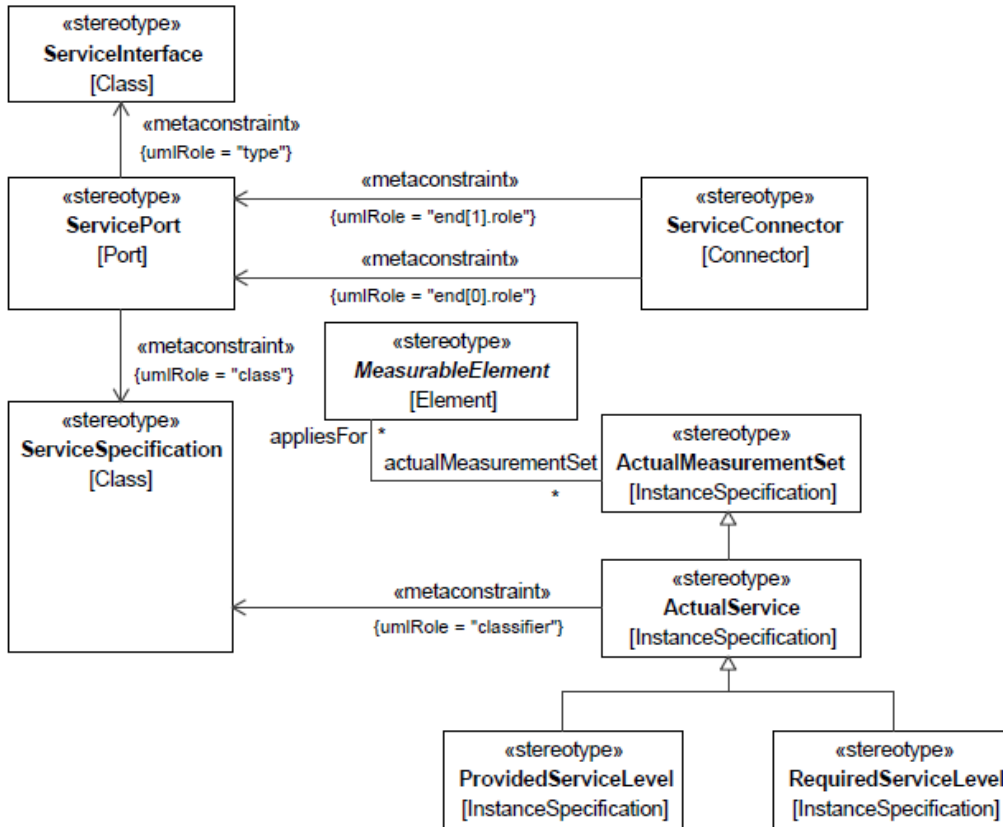 «stereotype»
ServiceInterface
[Class]
«metaconstraint»
{umlRole = "type"}
«stereotype»
ServicePort
[Port]
«metaconstraint»
{umlRole = "end[1].role"}
«metaconstraint»
{umlRole = "end[0].role"}
«stereotype»
ServiceConnector
[Connector]
«metaconstraint»
{umlRole = "class"}
«stereotype»
MeasurableElement
[Element]
appliesFor *
actualMeasurementSet
*
«stereotype»
ServiceSpecification
[Class]
«stereotype»
ActualMeasurementSet
[InstanceSpecification]
«metaconstraint»
{umlRole = "classifier"}
«stereotype»
ActualService
[InstanceSpecification]
«stereotype»
ProvidedServiceLevel
[InstanceSpecification]
«stereotype»
RequiredServiceLevel
[InstanceSpecification]